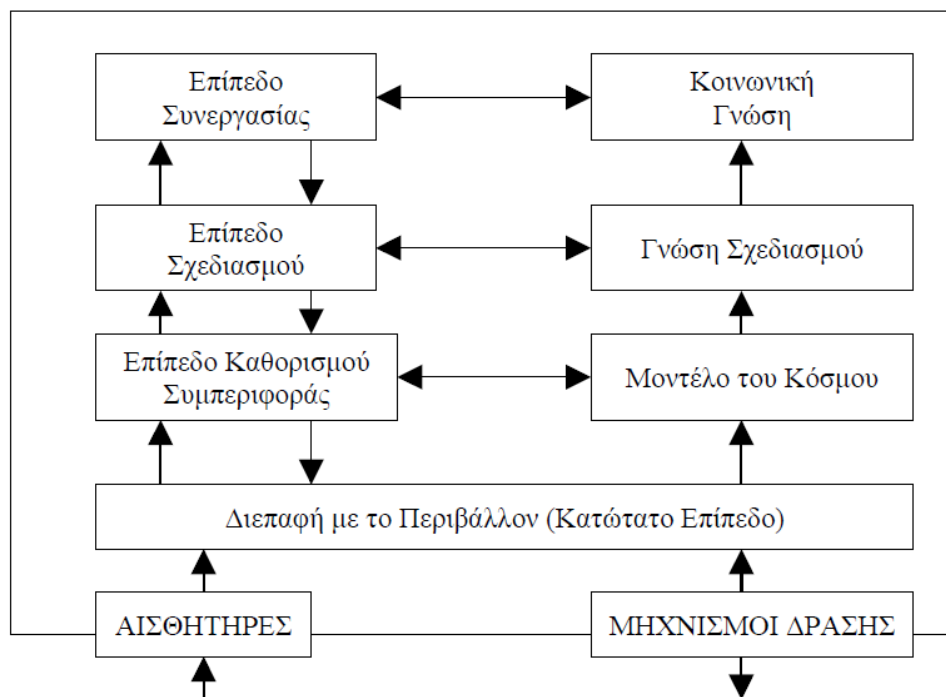 Επίπεδο
Συνεργασίας
Κοινωνική
Γνώση
Επίπεδο
Σχεδιασμού
Γνώση Σχεδιασμού
Επίπεδο Καθορισμού
Συμπεριφοράς
Μοντέλο του Κόσμου
Διεπαφή με το Περιβάλλον (Κατώτατο Επίπεδο)
ΑΙΣΘΗΤΗΡΕΣ
ΜΗΧΝΙΣΜΟΙ ΔΡΑΣΗΣ